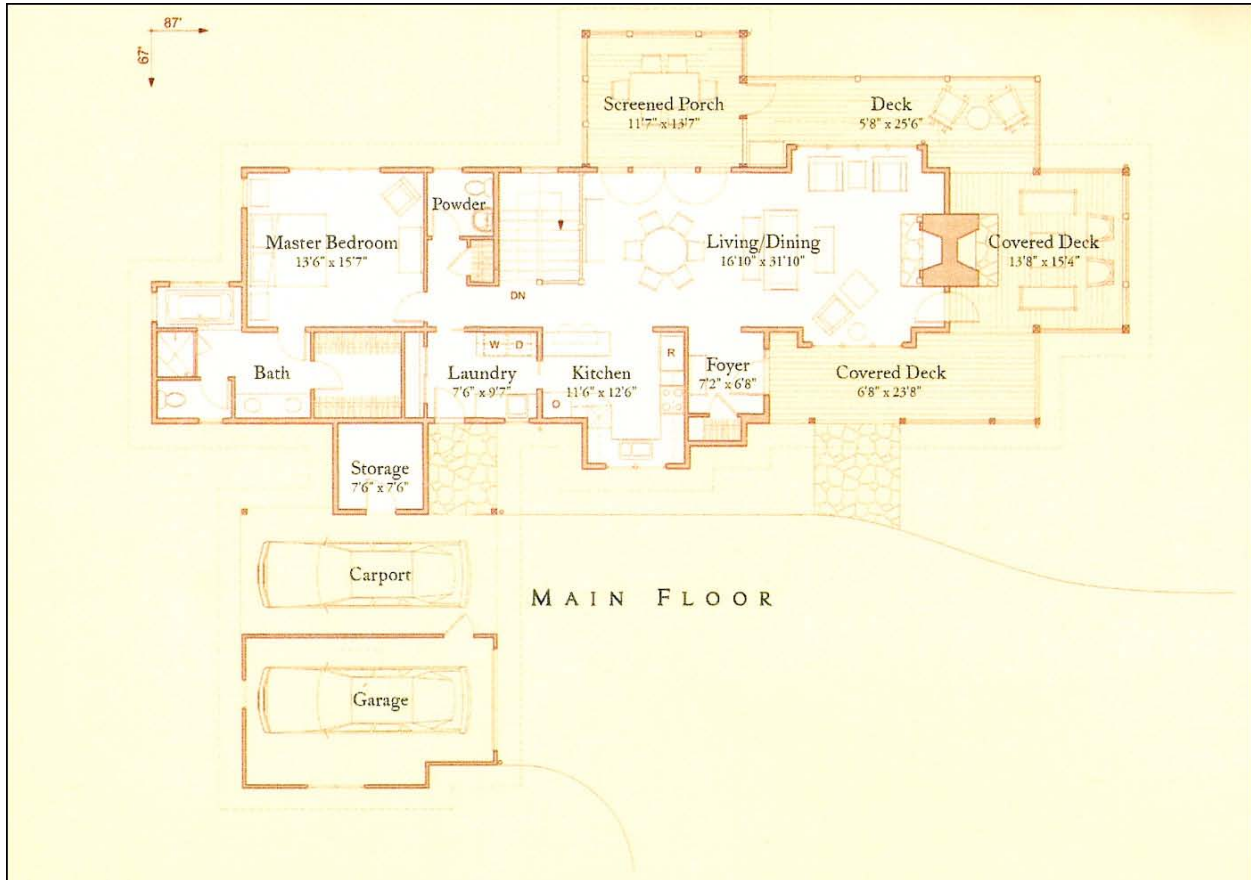 87'
67'
Screened Porch
11'7" x 13'7"
Deck
5'8" x 25'6"
Powder
Master Bedroom
13'6" x 15'7"
Living/Dining
16'10" x 31'10"
Covered Deck
13'8" x 15'4"
DN
W D
R
Bath
Laundry
7'6" x 9'7"
Kitchen
11'6" x 12'6"
Foyer
7'2" x 6'8"
Covered Deck
6'8" x 23'8"
O
Storage
7'6" x 7'6"
Carport
MAIN FLOOR
Garage